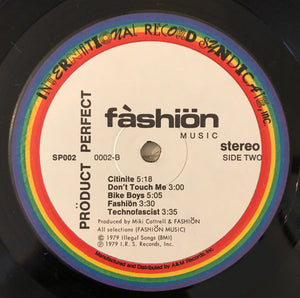 INTERNATIONAL RECORD SYNDICATE, INC.
PRÖDUCT PERFECT
fàshiön
MUSIC
stereo
SP002 0002-B SIDE TWO
Citinite 5:18
Don't Touch Me 3:00
Bike Boys 5:05
Fashiön 3:30
Technofascist 3:35
Produced by Miki Cottrell & FASHIÖN
All selections (FASHIÖN MUSIC)
© 1979 Illegal Songs (BMI)
℗ 1979 I.R.S. Records, Inc.
Manufactured and Distributed by A&M Records, Inc.